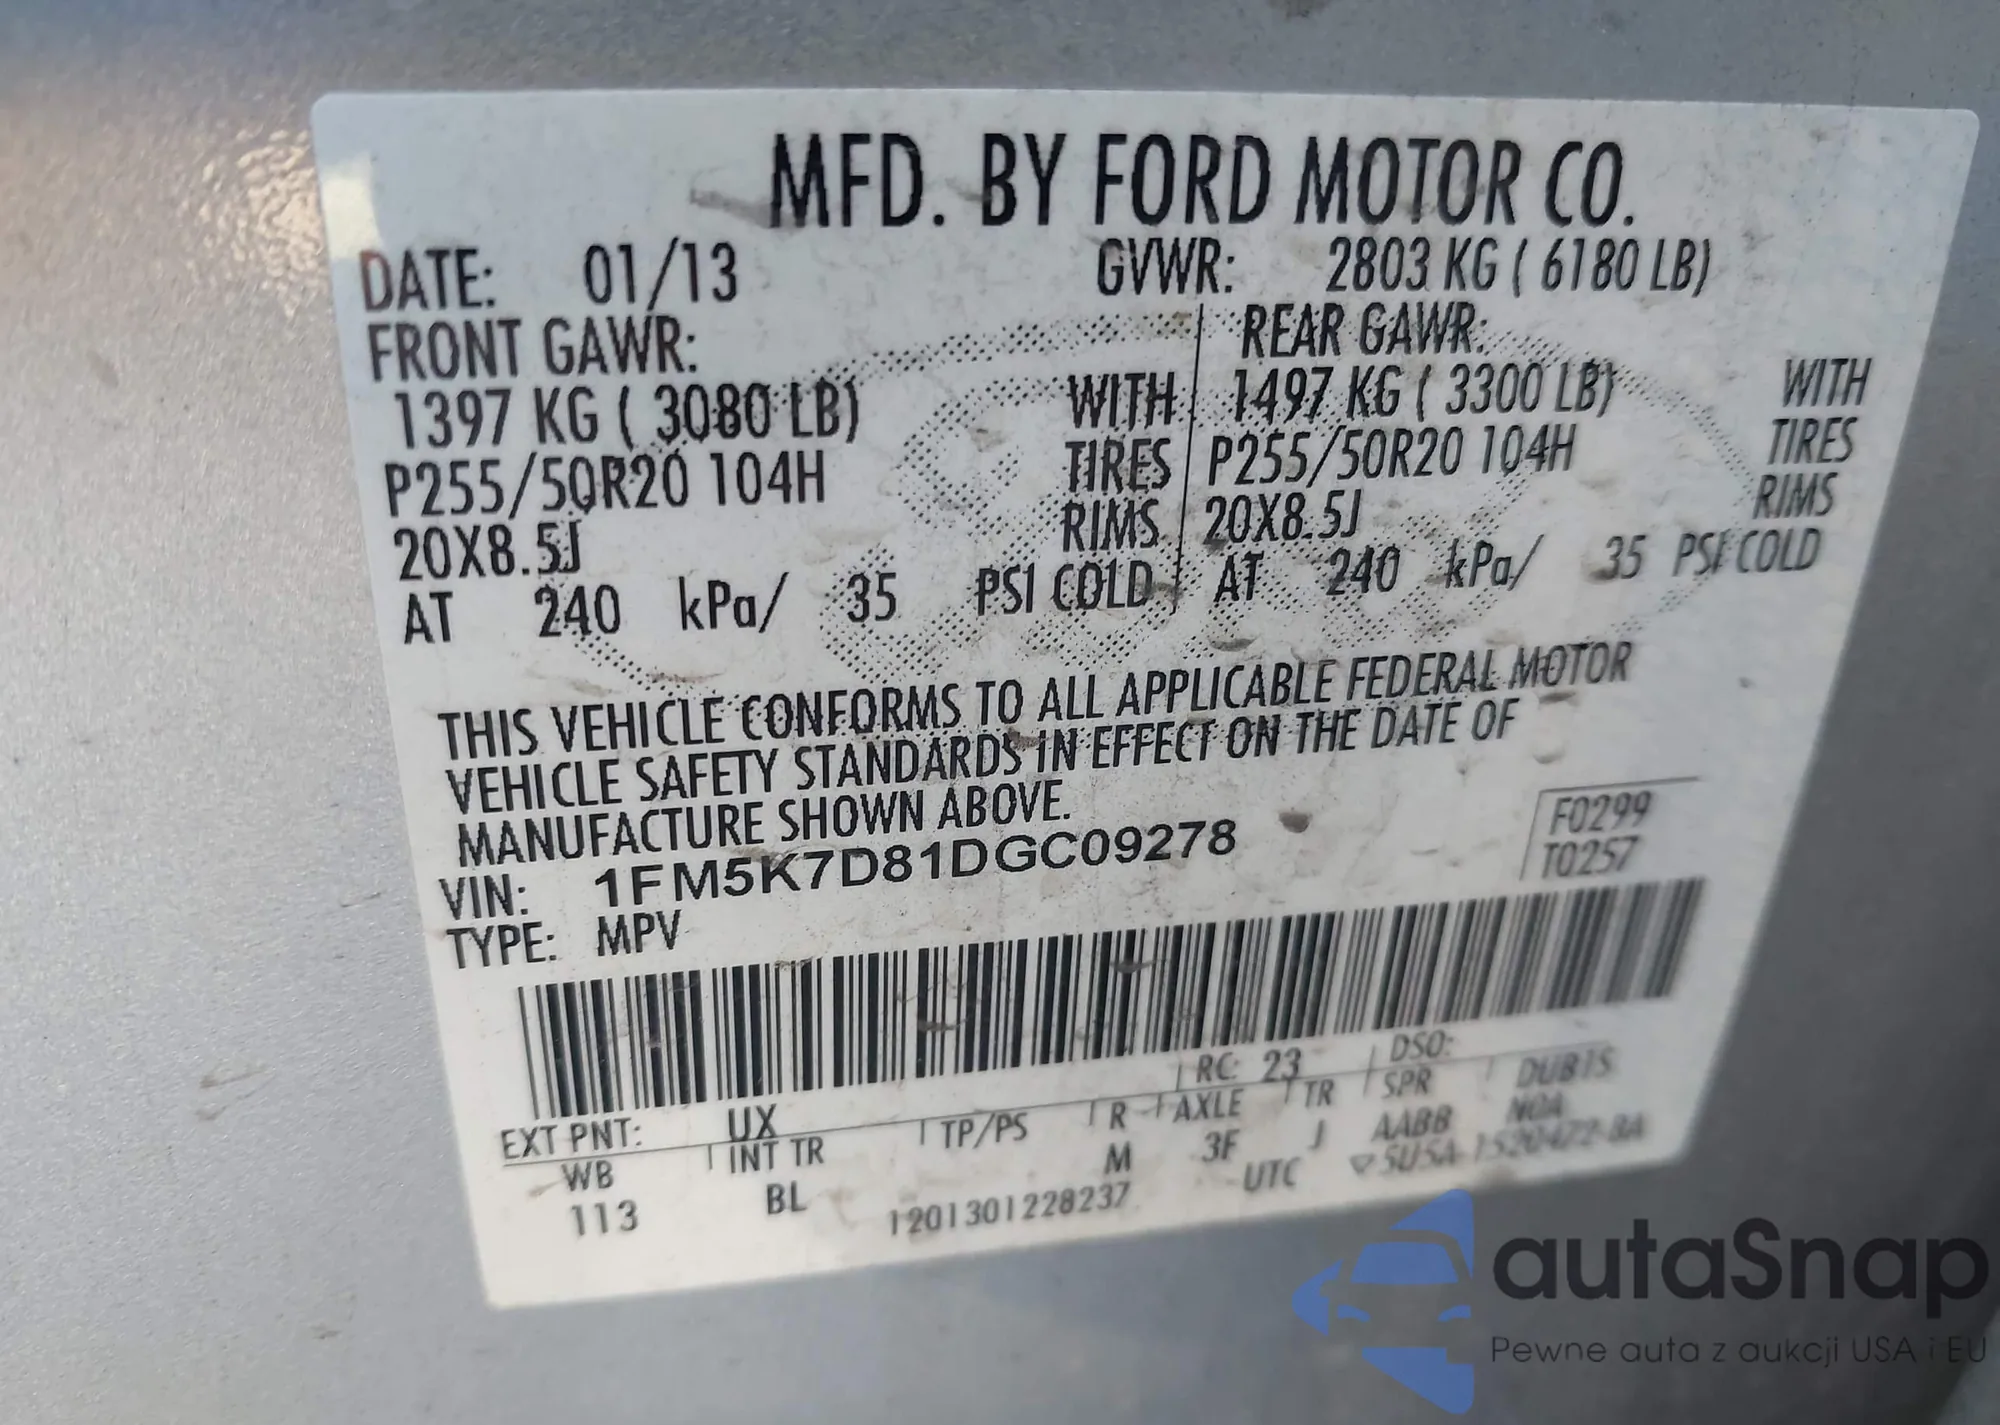 MFD. BY FORD MOTOR CO.
DATE: 01/13 GVWR: 2803 KG ( 6180 LB)
FRONT GAWR: REAR GAWR:
1397 KG ( 3080 LB) WITH 1497 KG ( 3300 LB) WITH
P255/50R20 104H TIRES P255/50R20 104H TIRES
20X8.5J RIMS 20X8.5J RIMS
AT 240 kPa/ 35 PSI COLD AT 240 kPa/ 35 PSI COLD
THIS VEHICLE CONFORMS TO ALL APPLICABLE FEDERAL MOTOR
VEHICLE SAFETY STANDARDS IN EFFECT ON THE DATE OF
MANUFACTURE SHOWN ABOVE.
F0299
VIN: 1FM5K7D81DGC09278
T0257
TYPE: MPV
EXT PNT: UX RC: 23 DSO:
WB INT TR TP/PS R AXLE TR SPR DUB1S
113 BL M 3F J AABB NOA
1201301228237 UTC
autaSnap
Pewne auta z aukcji USA i EU